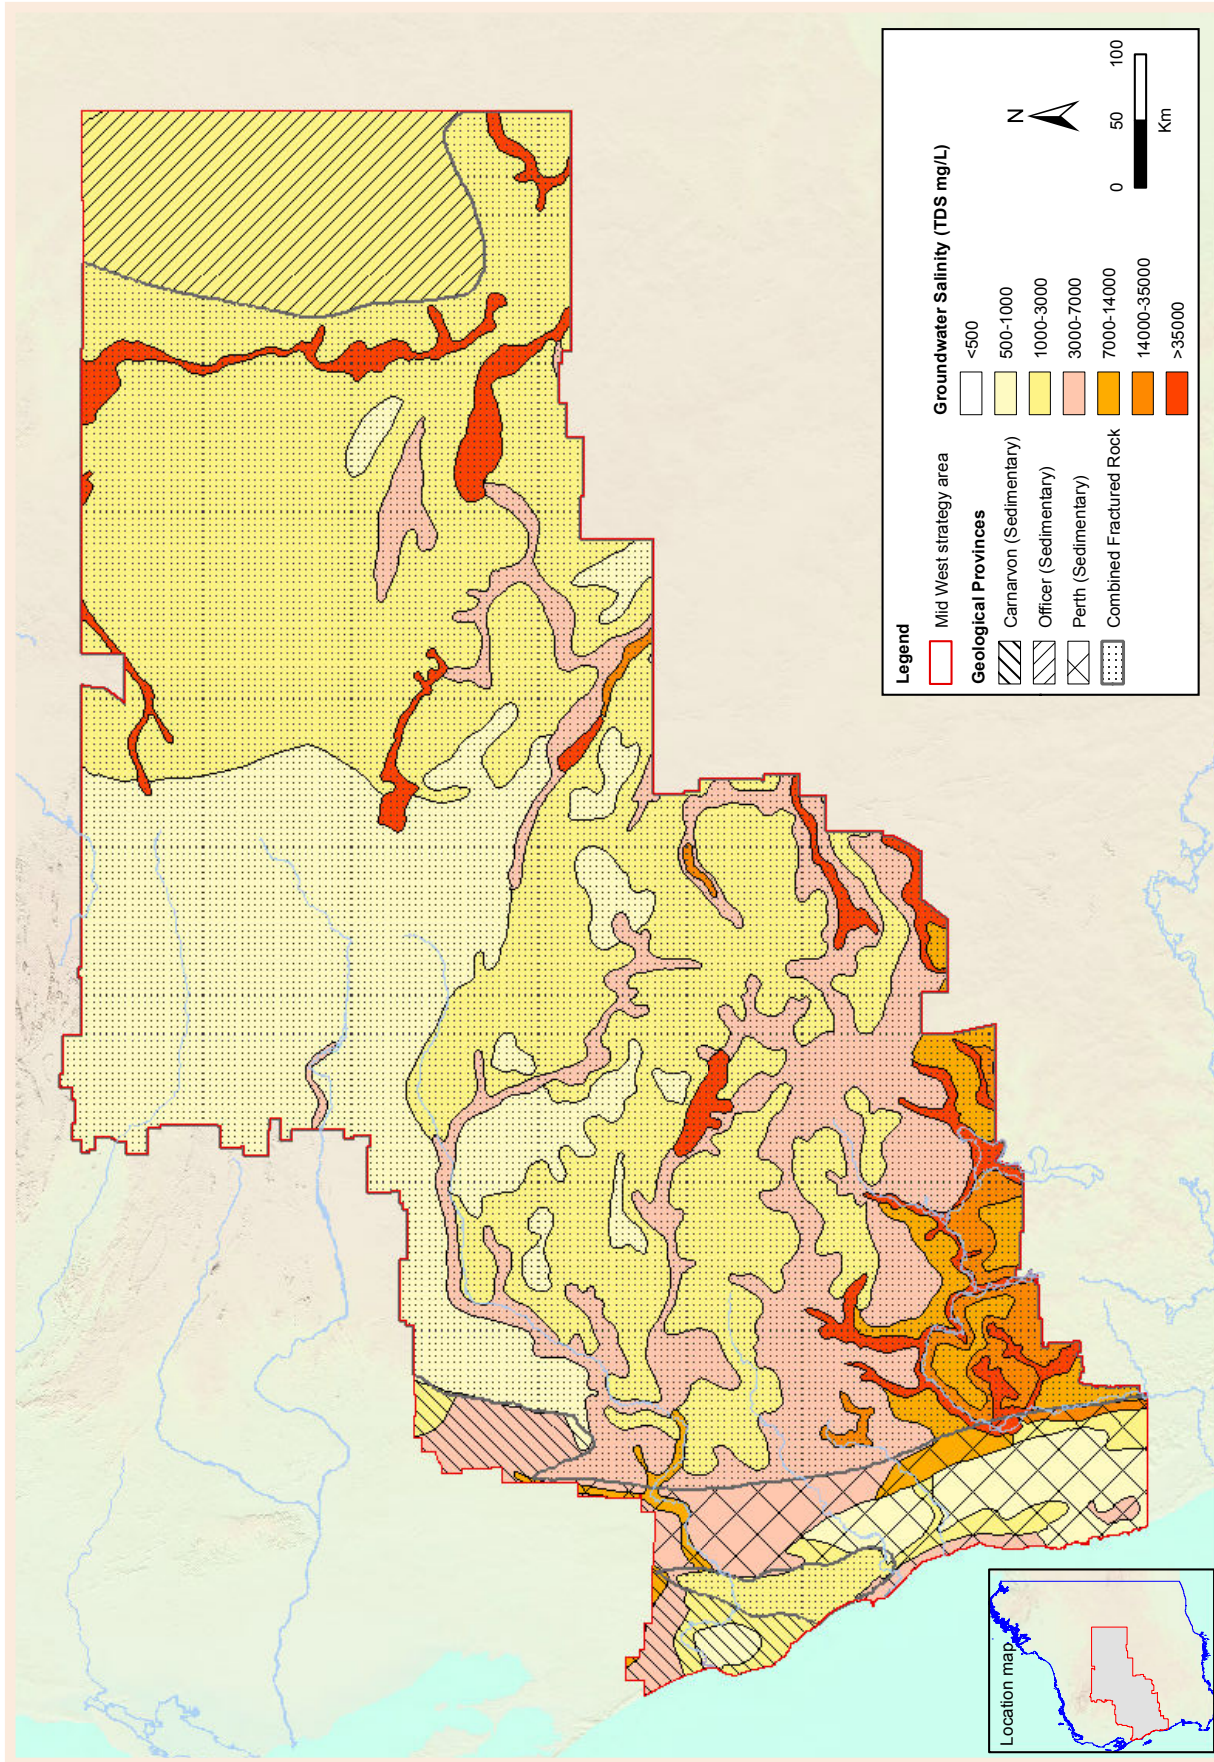 Legend
Mid West strategy area
Geological Provinces
Carnarvon (Sedimentary)
Officer (Sedimentary)
Perth (Sedimentary)
Combined Fractured Rock
Groundwater Salinity (TDS mg/L)
<500
500-1000
1000-3000
3000-7000
7000-14000
14000-35000
>35000
N
0 50 100
Km
Location map